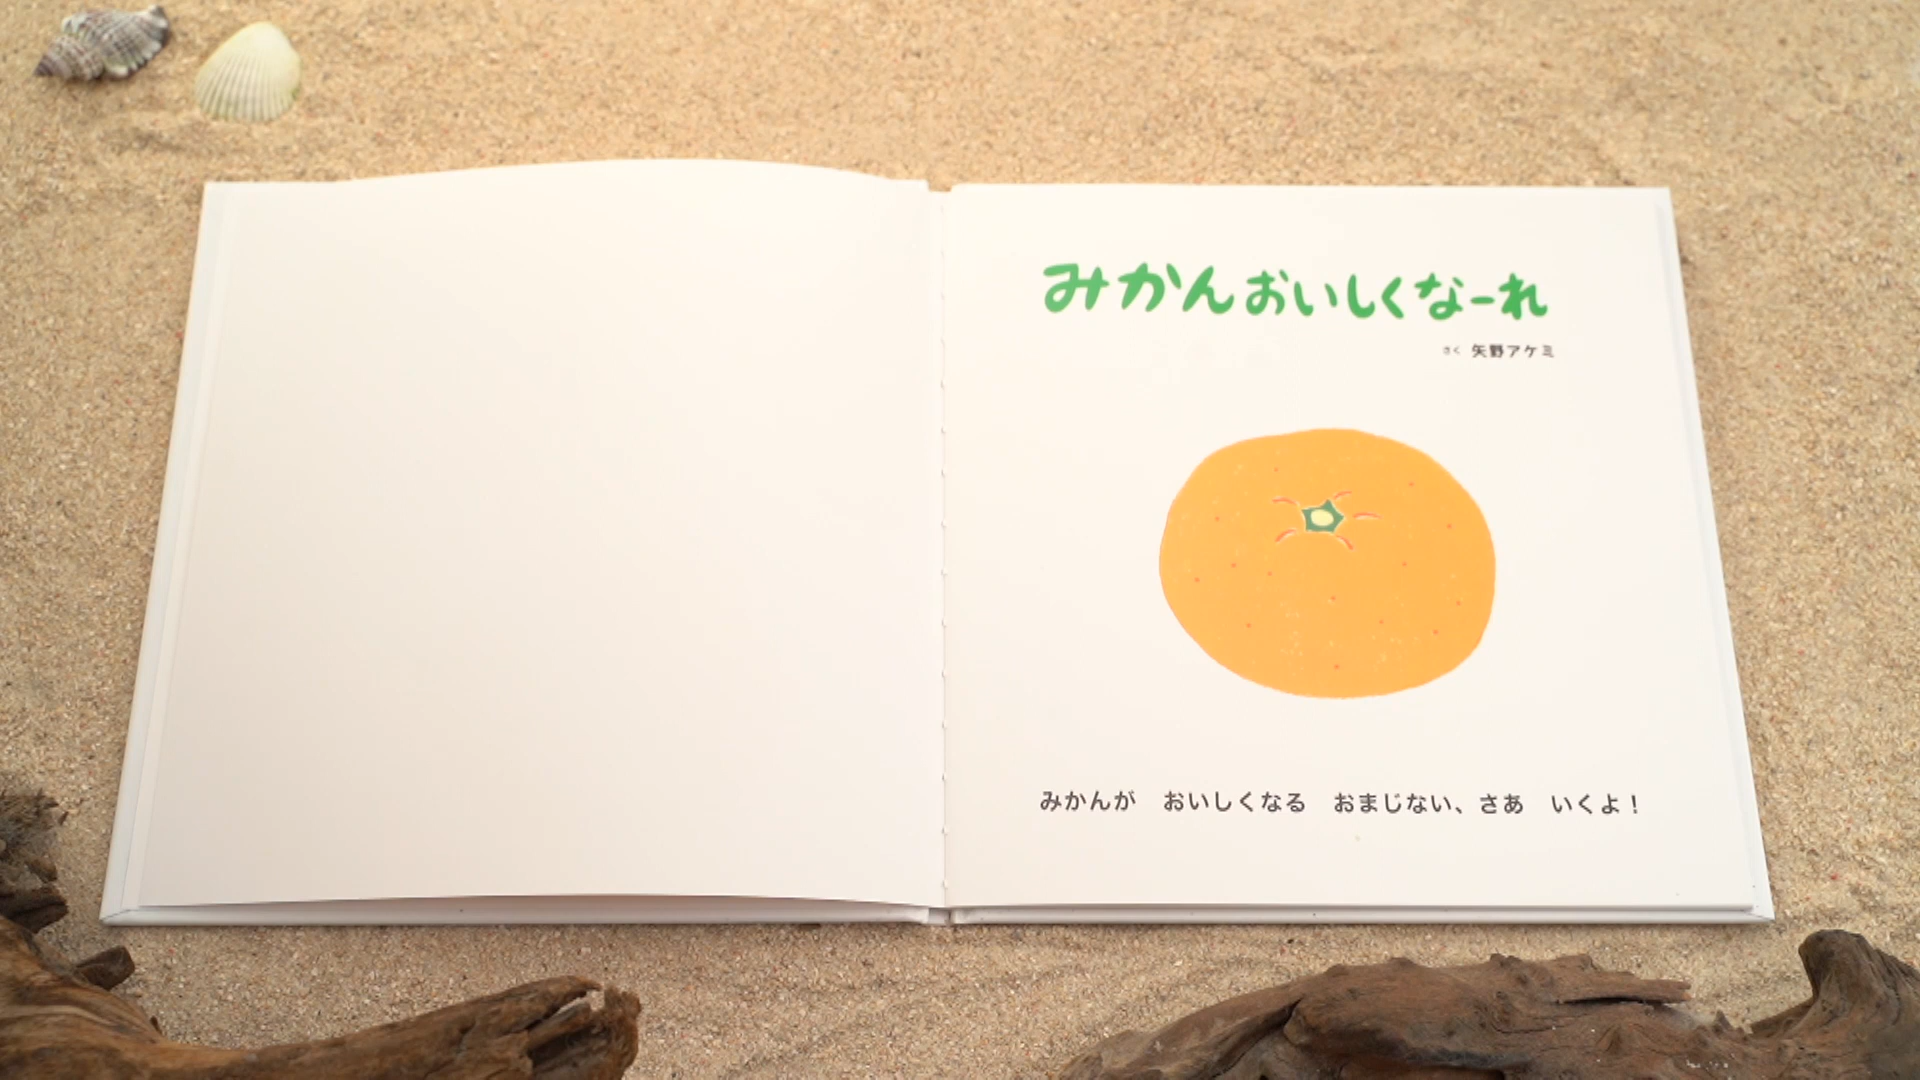 みかんおいしくなーれ
さく 矢野アケミ
みかんが　おいしくなる　おまじない、さあ　いくよ！